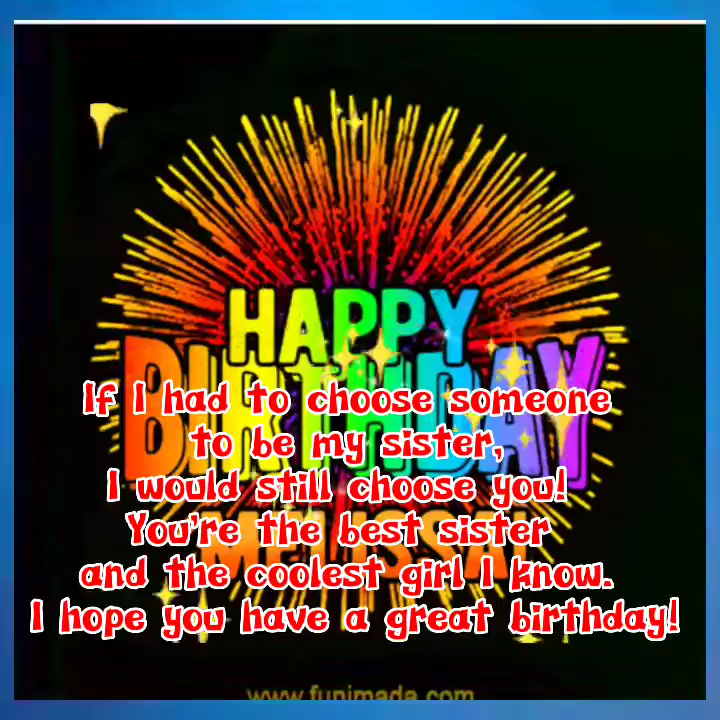 HAPPY
BIRTHDAY
MELISSA!
If I had to choose someone
to be my sister,
I would still choose you!
You're the best sister
and the coolest girl I know.
I hope you have a great birthday!
www.funimada.com